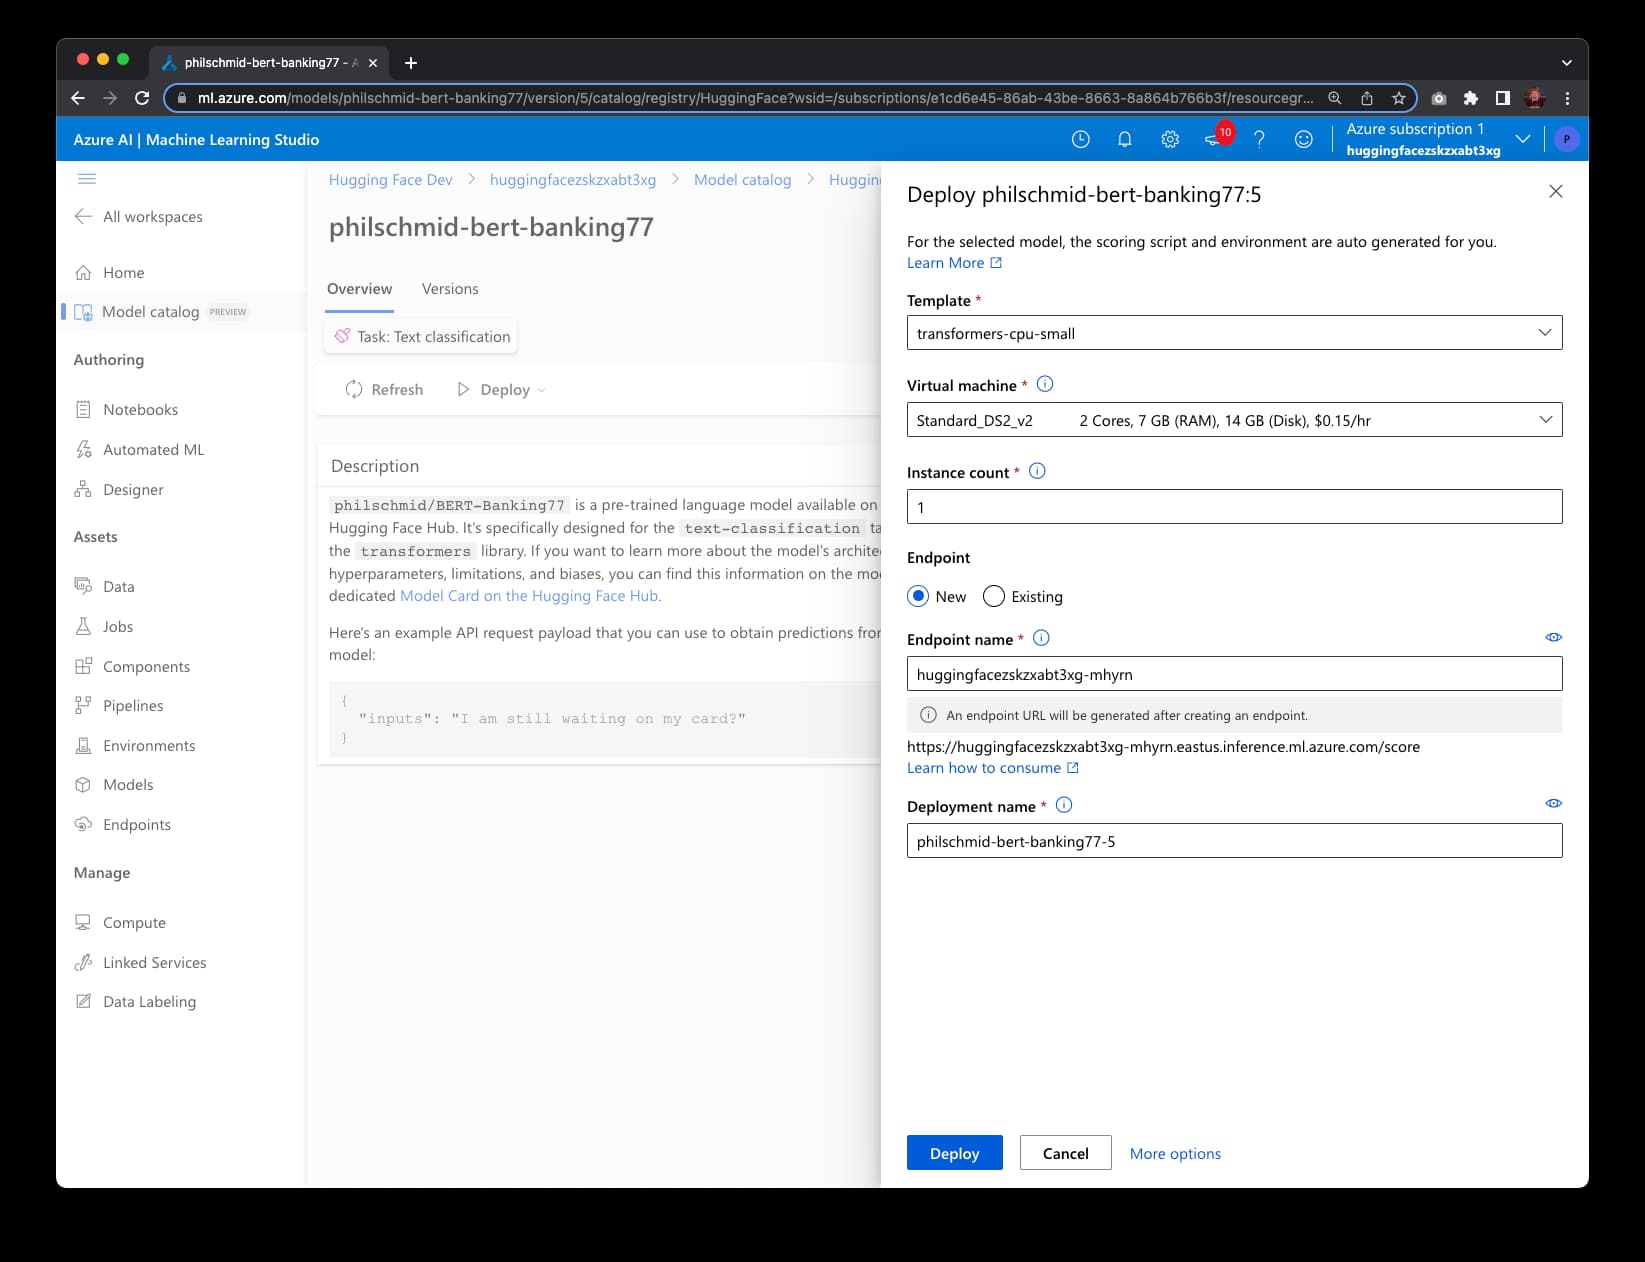 philschmid-bert-banking77 - A
ml.azure.com/models/philschmid-bert-banking77/version/5/catalog/registry/HuggingFace?wsid=/subscriptions/e1cd6e45-86ab-43be-8663-8a864b766b3f/resourcegr...
Azure AI | Machine Learning Studio
10
Azure subscription 1
huggingfacezskzxabt3xg
P
All workspaces
Home
Model catalog PREVIEW
Authoring
Notebooks
Automated ML
Designer
Assets
Data
Jobs
Components
Pipelines
Environments
Models
Endpoints
Manage
Compute
Linked Services
Data Labeling
Hugging Face Dev > huggingfacezskzxabt3xg > Model catalog > Huggin
philschmid-bert-banking77
Overview Versions
Task: Text classification
Refresh Deploy
Description
philschmid/BERT-Banking77 is a pre-trained language model available on
Hugging Face Hub. It's specifically designed for the text-classification ta
the transformers library. If you want to learn more about the model's archite
hyperparameters, limitations, and biases, you can find this information on the mo
dedicated Model Card on the Hugging Face Hub.
Here's an example API request payload that you can use to obtain predictions from
model:
{
"inputs": "I am still waiting on my card?"
}
Deploy philschmid-bert-banking77:5
For the selected model, the scoring script and environment are auto generated for you.
Learn More
Template *
transformers-cpu-small
Virtual machine *
Standard_DS2_v2 2 Cores, 7 GB (RAM), 14 GB (Disk), $0.15/hr
Instance count *
1
Endpoint
New Existing
Endpoint name *
huggingfacezskzxabt3xg-mhyrn
An endpoint URL will be generated after creating an endpoint.
https://huggingfacezskzxabt3xg-mhyrn.eastus.inference.ml.azure.com/score
Learn how to consume
Deployment name *
philschmid-bert-banking77-5
Deploy Cancel More options